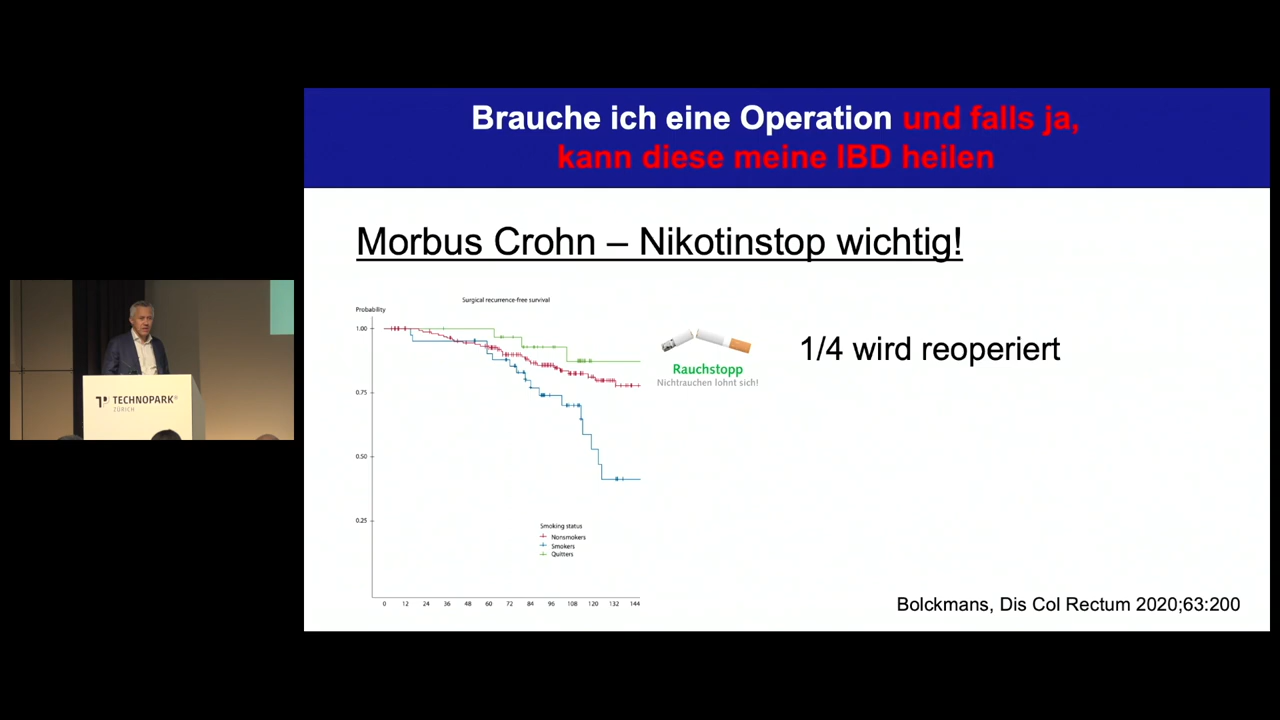 Brauche ich eine Operation und falls ja,
kann diese meine IBD heilen
Morbus Crohn – Nikotinstop wichtig!
Surgical recurrence-free survival
Probability
1.00
0.75
0.50
0.25
0 12 24 36 48 60 72 84 96 108 120 132 144
Smoking status
Nonsmokers
Smokers
Quitters
Rauchstopp
Nichtrauchen lohnt sich!
1/4 wird reoperiert
Bolckmans, Dis Col Rectum 2020;63:200
TECHNOPARK®
ZÜRICH